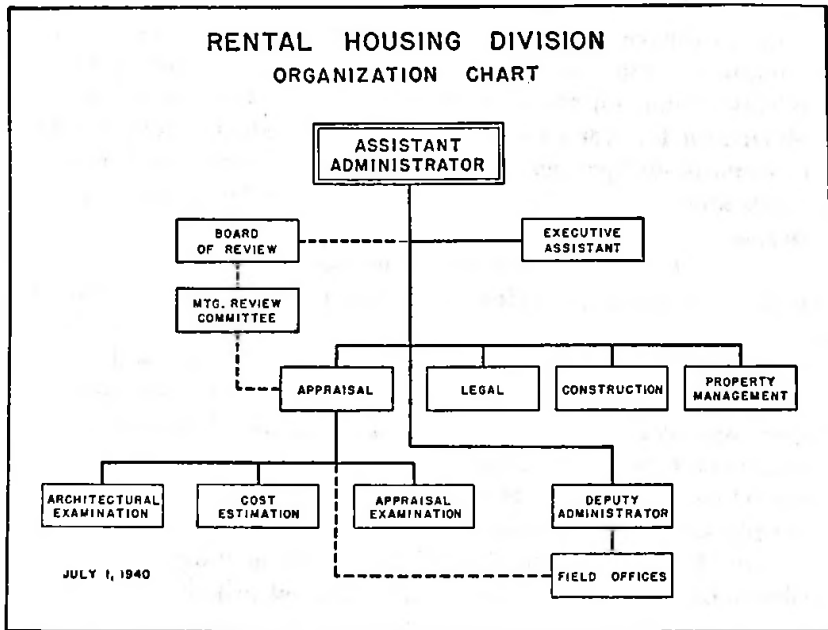 RENTAL HOUSING DIVISION
ORGANIZATION CHART
ASSISTANT
ADMINISTRATOR
BOARD
OF REVIEW
EXECUTIVE
ASSISTANT
MTG. REVIEW
COMMITTEE
APPRAISAL
LEGAL
CONSTRUCTION
PROPERTY
MANAGEMENT
ARCHITECTURAL
EXAMINATION
COST
ESTIMATION
APPRAISAL
EXAMINATION
DEPUTY
ADMINISTRATOR
FIELD OFFICES
JULY 1, 1940